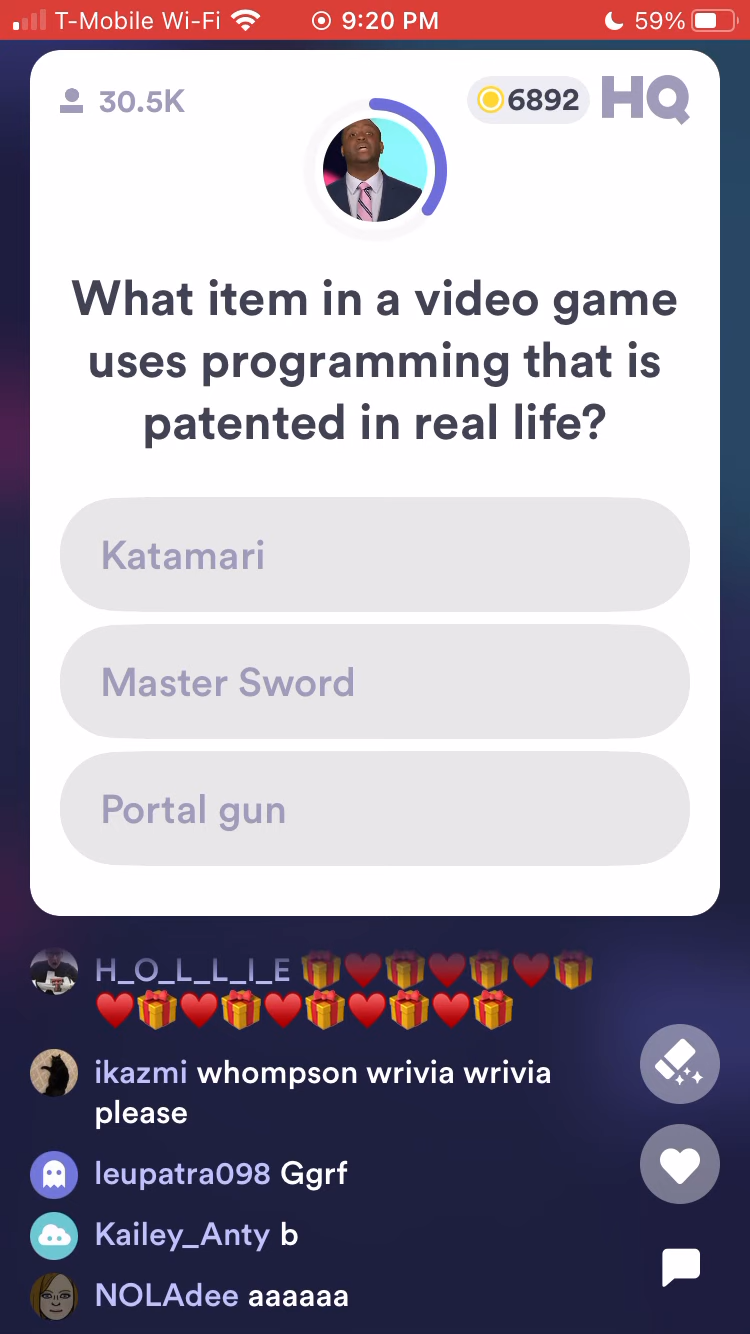 T-Mobile Wi-Fi 9:20 PM 59%
30.5K 6892 HQ
What item in a video game
uses programming that is
patented in real life?
Katamari
Master Sword
Portal gun
H_O_L_L_I_E 🎁❤️🎁❤️🎁❤️🎁
❤️🎁❤️🎁❤️🎁❤️🎁❤️🎁
ikazmi whompson wrivia wrivia
please
leupatra098 Ggrf
Kailey_Anty b
NOLAdee aaaaaa